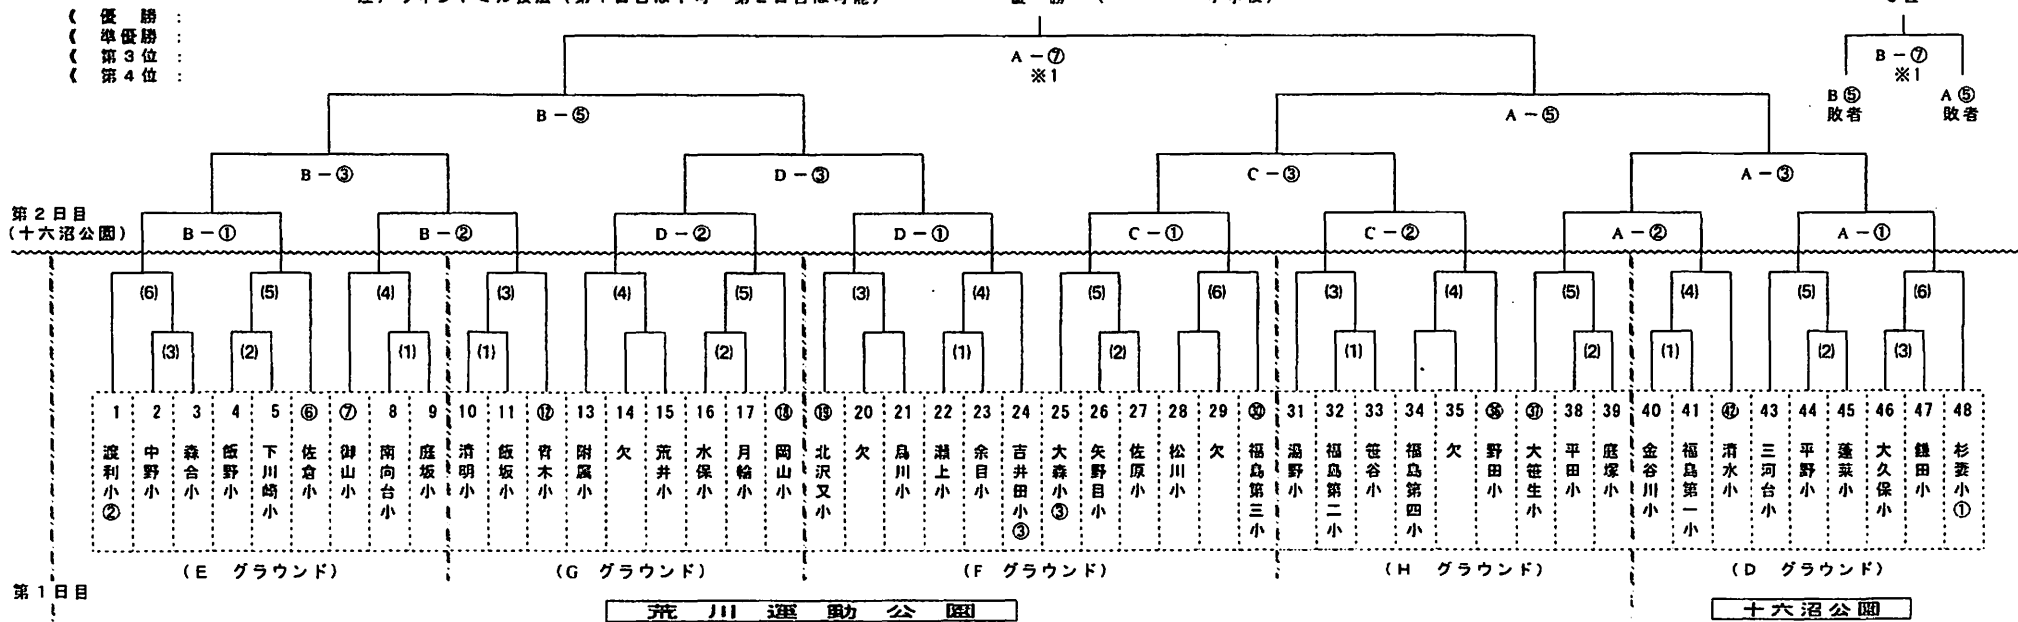 《 優 勝 :
《 準優勝 :
《 第3位 :
《 第4位 :
A－⑦
※1
B－⑦
※1
B⑤
敗者
A⑤
敗者
B－⑤
A－⑤
B－③
D－③
C－③
A－③
第2日目
(十六沼公園)
B－①
B－②
D－②
D－①
C－①
C－②
A－②
A－①
(6) (5) (4) (3) (4) (5) (3) (4) (5) (6) (3) (4) (5) (4) (5) (6)
(3) (2) (1) (1) (2) (1) (2) (1) (2) (1) (2) (3)
1 2 3 4 5 ⑥ ⑦ 8 9 10 11 ⑫ 13 14 15 16 17 ⑱ ⑲ 20 21 22 23 24 25 26 27 28 29 ㉚ 31 32 33 34 35 ㊱ ㊲ 38 39 40 41 ㊷ 43 44 45 46 47 48
渡利小②
中野小
森合小
飯野小
下川崎小
佐倉小
御山小
南向台小
庭坂小
清明小
飯坂小
青木小
附属小
欠
荒井小
水保小
月輪小
岡山小
北沢又小
欠
鳥川小
瀬上小
余目小
吉井田小③
大森小③
矢野目小
佐原小
松川小
欠
福島第三小
湯野小
福島第二小
笹谷小
福島第四小
欠
野田小
大笹生小
平田小
庭塚小
金谷川小
福島第一小
清水小
三河台小
平野小
蓬萊小
大久保小
鎌田小
杉妻小①
(E グラウンド)
(G グラウンド)
(F グラウンド)
(H グラウンド)
(D グラウンド)
第1日目
荒川運動公園
十六沼公園